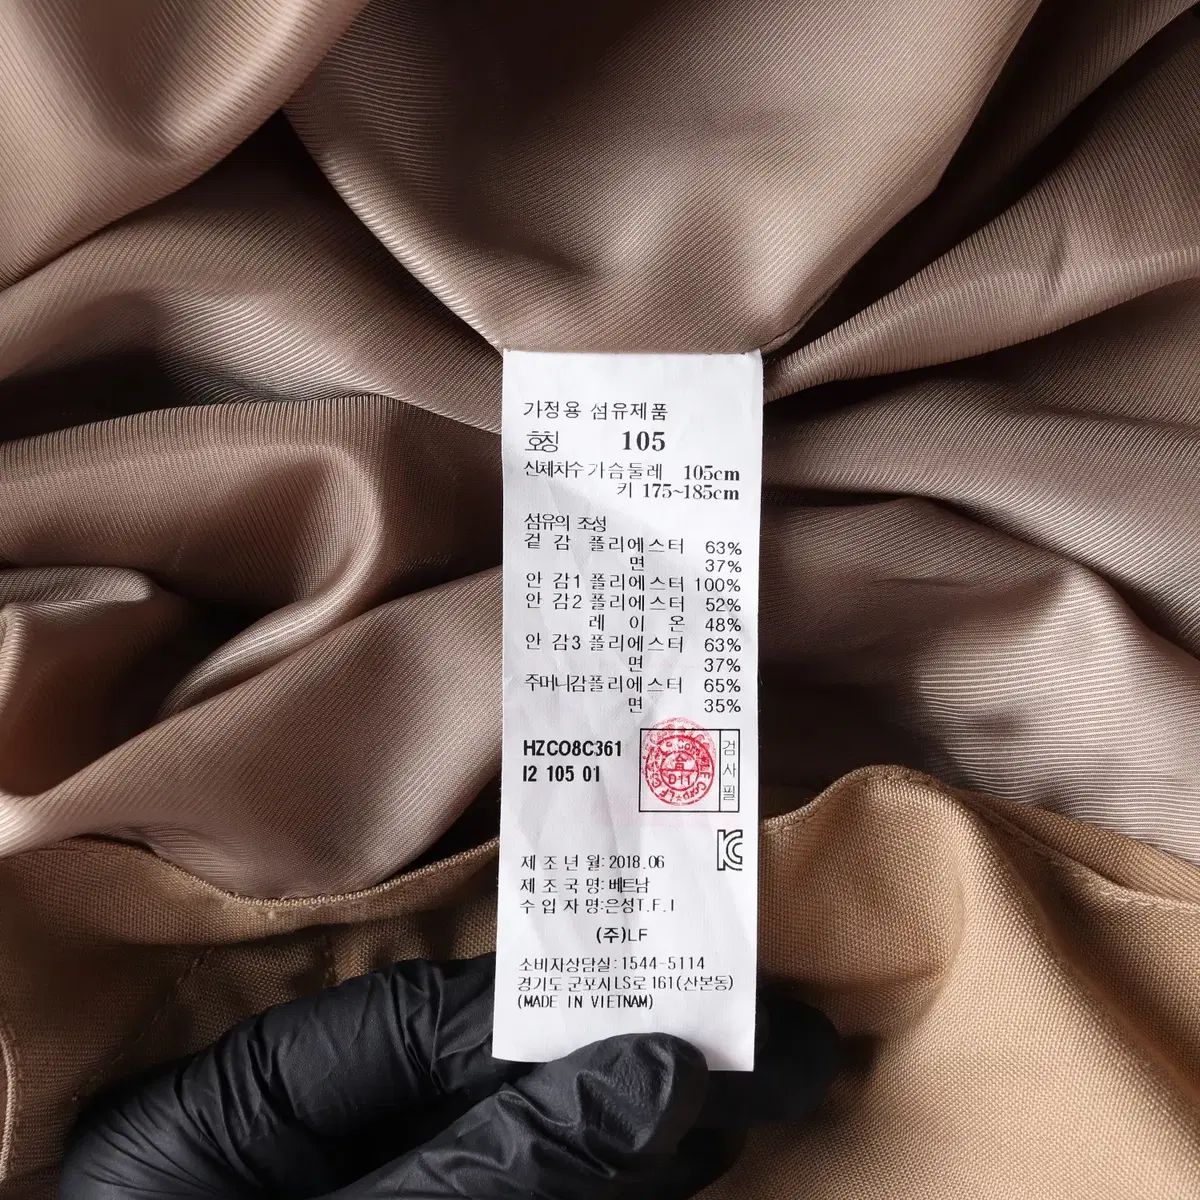 가정용 섬유제품
호칭 105
신체치수 가슴둘레 105cm
키 175~185cm
섬유의 조성
겉 감 폴리에스터 63%
면 37%
안 감1 폴리에스터 100%
안 감2 폴리에스터 52%
레 이 온 48%
안 감3 폴리에스터 63%
면 37%
주머니감 폴리에스터 65%
면 35%
HZCO8C361
I2 105 01
검사필
合
D11
LF Corp
제 조 년 월: 2018.06
제 조 국 명: 베트남
수 입 자 명:은성T.F.I
(주)LF
소비자상담실:1544-5114
경기도 군포시 LS로 161(산본동)
(MADE IN VIETNAM)